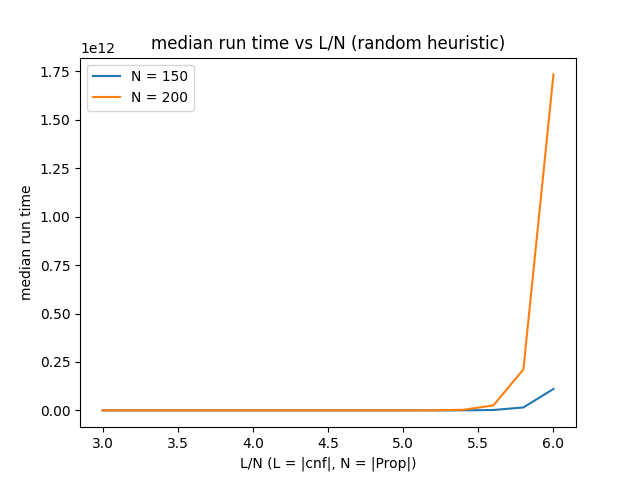 median run time vs L/N (random heuristic)
1e12
N = 150
N = 200
1.75
1.50
1.25
1.00
0.75
0.50
0.25
0.00
median run time
3.0 3.5 4.0 4.5 5.0 5.5 6.0
L/N (L = |cnf|, N = |Prop|)